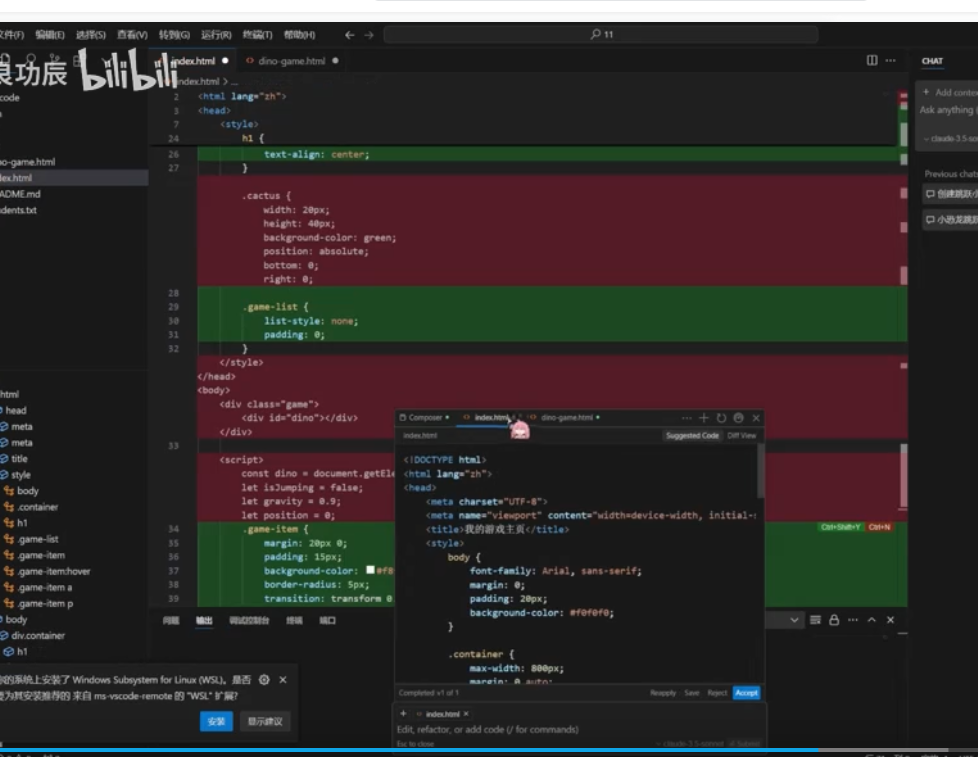 文件(F) 编辑(E) 选择(S) 查看(V) 转到(G) 运行(R) 终端(T) 帮助(H) 11
功辰 bilibili
index.html dino-game.html CHAT
index.html > ...
code
2 <html lang="zh">
3 <head>
7 <style>
24 h1 {
26 text-align: center;
27 }
.cactus {
width: 20px;
height: 40px;
background-color: green;
position: absolute;
bottom: 0;
right: 0;
28
29 .game-list {
30 list-style: none;
31 padding: 0;
32 }
</style>
</head>
<body>
<div class="game">
<div id="dino"></div>
</div>
33
<script>
const dino = document.getEle
let isJumping = false;
let gravity = 0.9;
let position = 0;
34 .game-item {
35 margin: 20px 0;
36 padding: 15px;
37 background-color: #f8
38 border-radius: 5px;
39 transition: transform 0
Ctrl+Shift+Y Ctrl+N
+ Add contex
Ask anything
claude-3.5-son
Previous chats
创建跳跃小
小恐龙跳跃
no-game.html
dex.html
ADME.md
udents.txt
html
head
meta
meta
title
style
body
.container
h1
.game-list
.game-item
.game-item:hover
.game-item a
.game-item p
body
div.container
h1
问题 输出 调试控制台 终端 端口
Composer index.html dino-game.html
index.html Suggested Code Diff View
<!DOCTYPE html>
<html lang="zh">
<head>
<meta charset="UTF-8">
<meta name="viewport" content="width=device-width, initial-s
<title>我的游戏主页</title>
<style>
body {
font-family: Arial, sans-serif;
margin: 0;
padding: 20px;
background-color: #f0f0f0;
}
.container {
max-width: 800px;
margin: 0 auto;
Completed v1 of 1 Reapply Save Reject Accept
+ index.html ×
Edit, refactor, or add code (/ for commands)
Esc to close claude-3.5-sonnet Submit
你的系统上安装了 Windows Subsystem for Linux (WSL)。是否
要为其安装推荐的 来自 ms-vscode-remote 的 "WSL" 扩展?
安装 显示建议